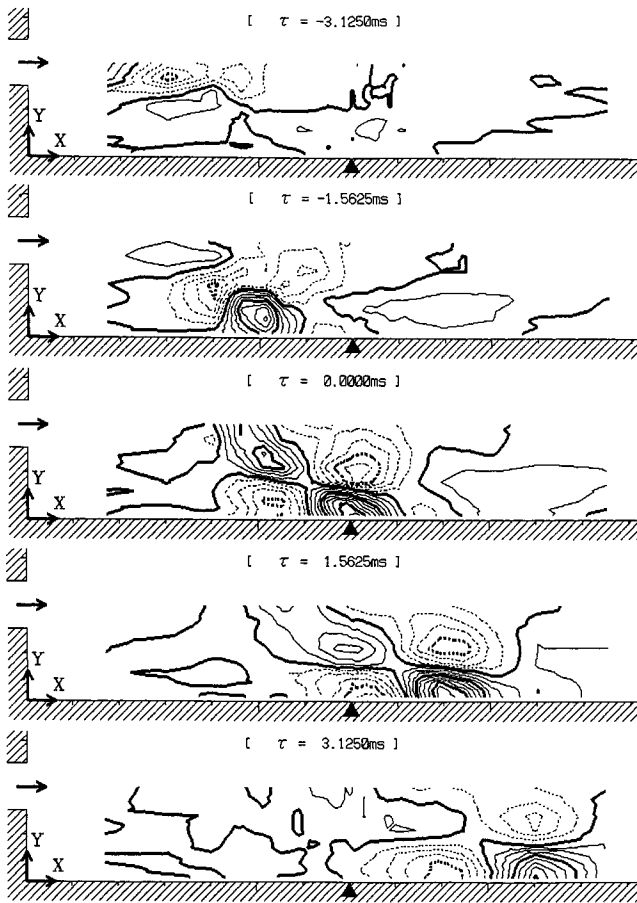 [ τ = -3.1250ms ]
Y
X
[ τ = -1.5625ms ]
Y
X
[ τ = 0.0000ms ]
Y
X
[ τ = 1.5625ms ]
Y
X
[ τ = 3.1250ms ]
Y
X